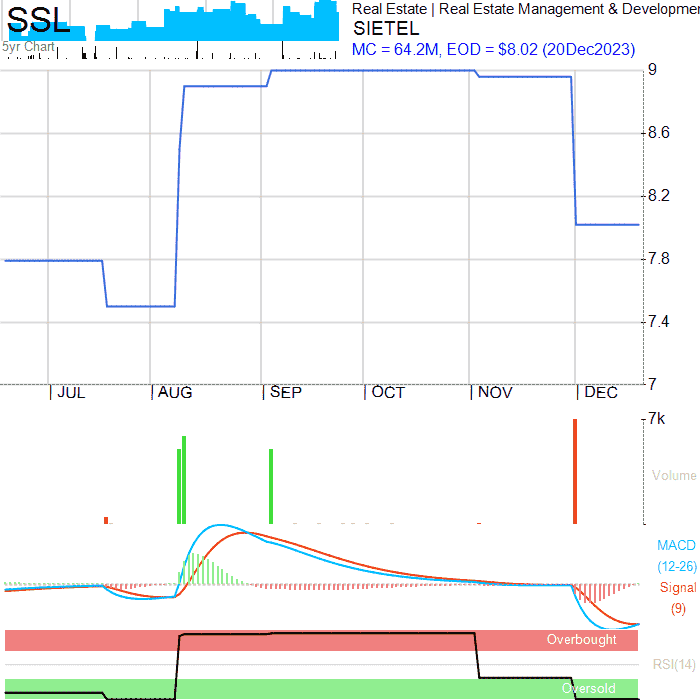 SSL
5yr Chart
Real Estate | Real Estate Management & Developmen
SIETEL
MC = 64.2M, EOD = $8.02 (20Dec2023)
9
8.6
8.2
7.8
7.4
7
JUL AUG SEP OCT NOV DEC
7k
Volume
MACD
(12-26)
Signal
(9)
Overbought
RSI(14)
Oversold